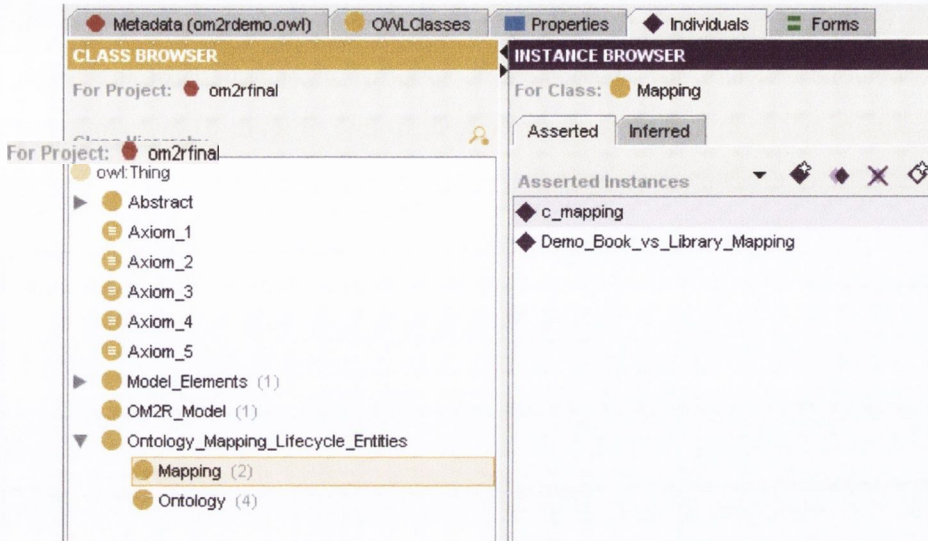 Metadata (om2rdemo.owl) OWLClasses Properties Individuals Forms
CLASS BROWSER
For Project: om2rfinal
Class Hierarchy
For Project: om2rfinal
owl:Thing
Abstract
Axiom_1
Axiom_2
Axiom_3
Axiom_4
Axiom_5
Model_Elements (1)
OM2R_Model (1)
Ontology_Mapping_Lifecycle_Entities
Mapping (2)
Ontology (4)
INSTANCE BROWSER
For Class: Mapping
Asserted Inferred
Asserted Instances
c_mapping
Demo_Book_vs_Library_Mapping